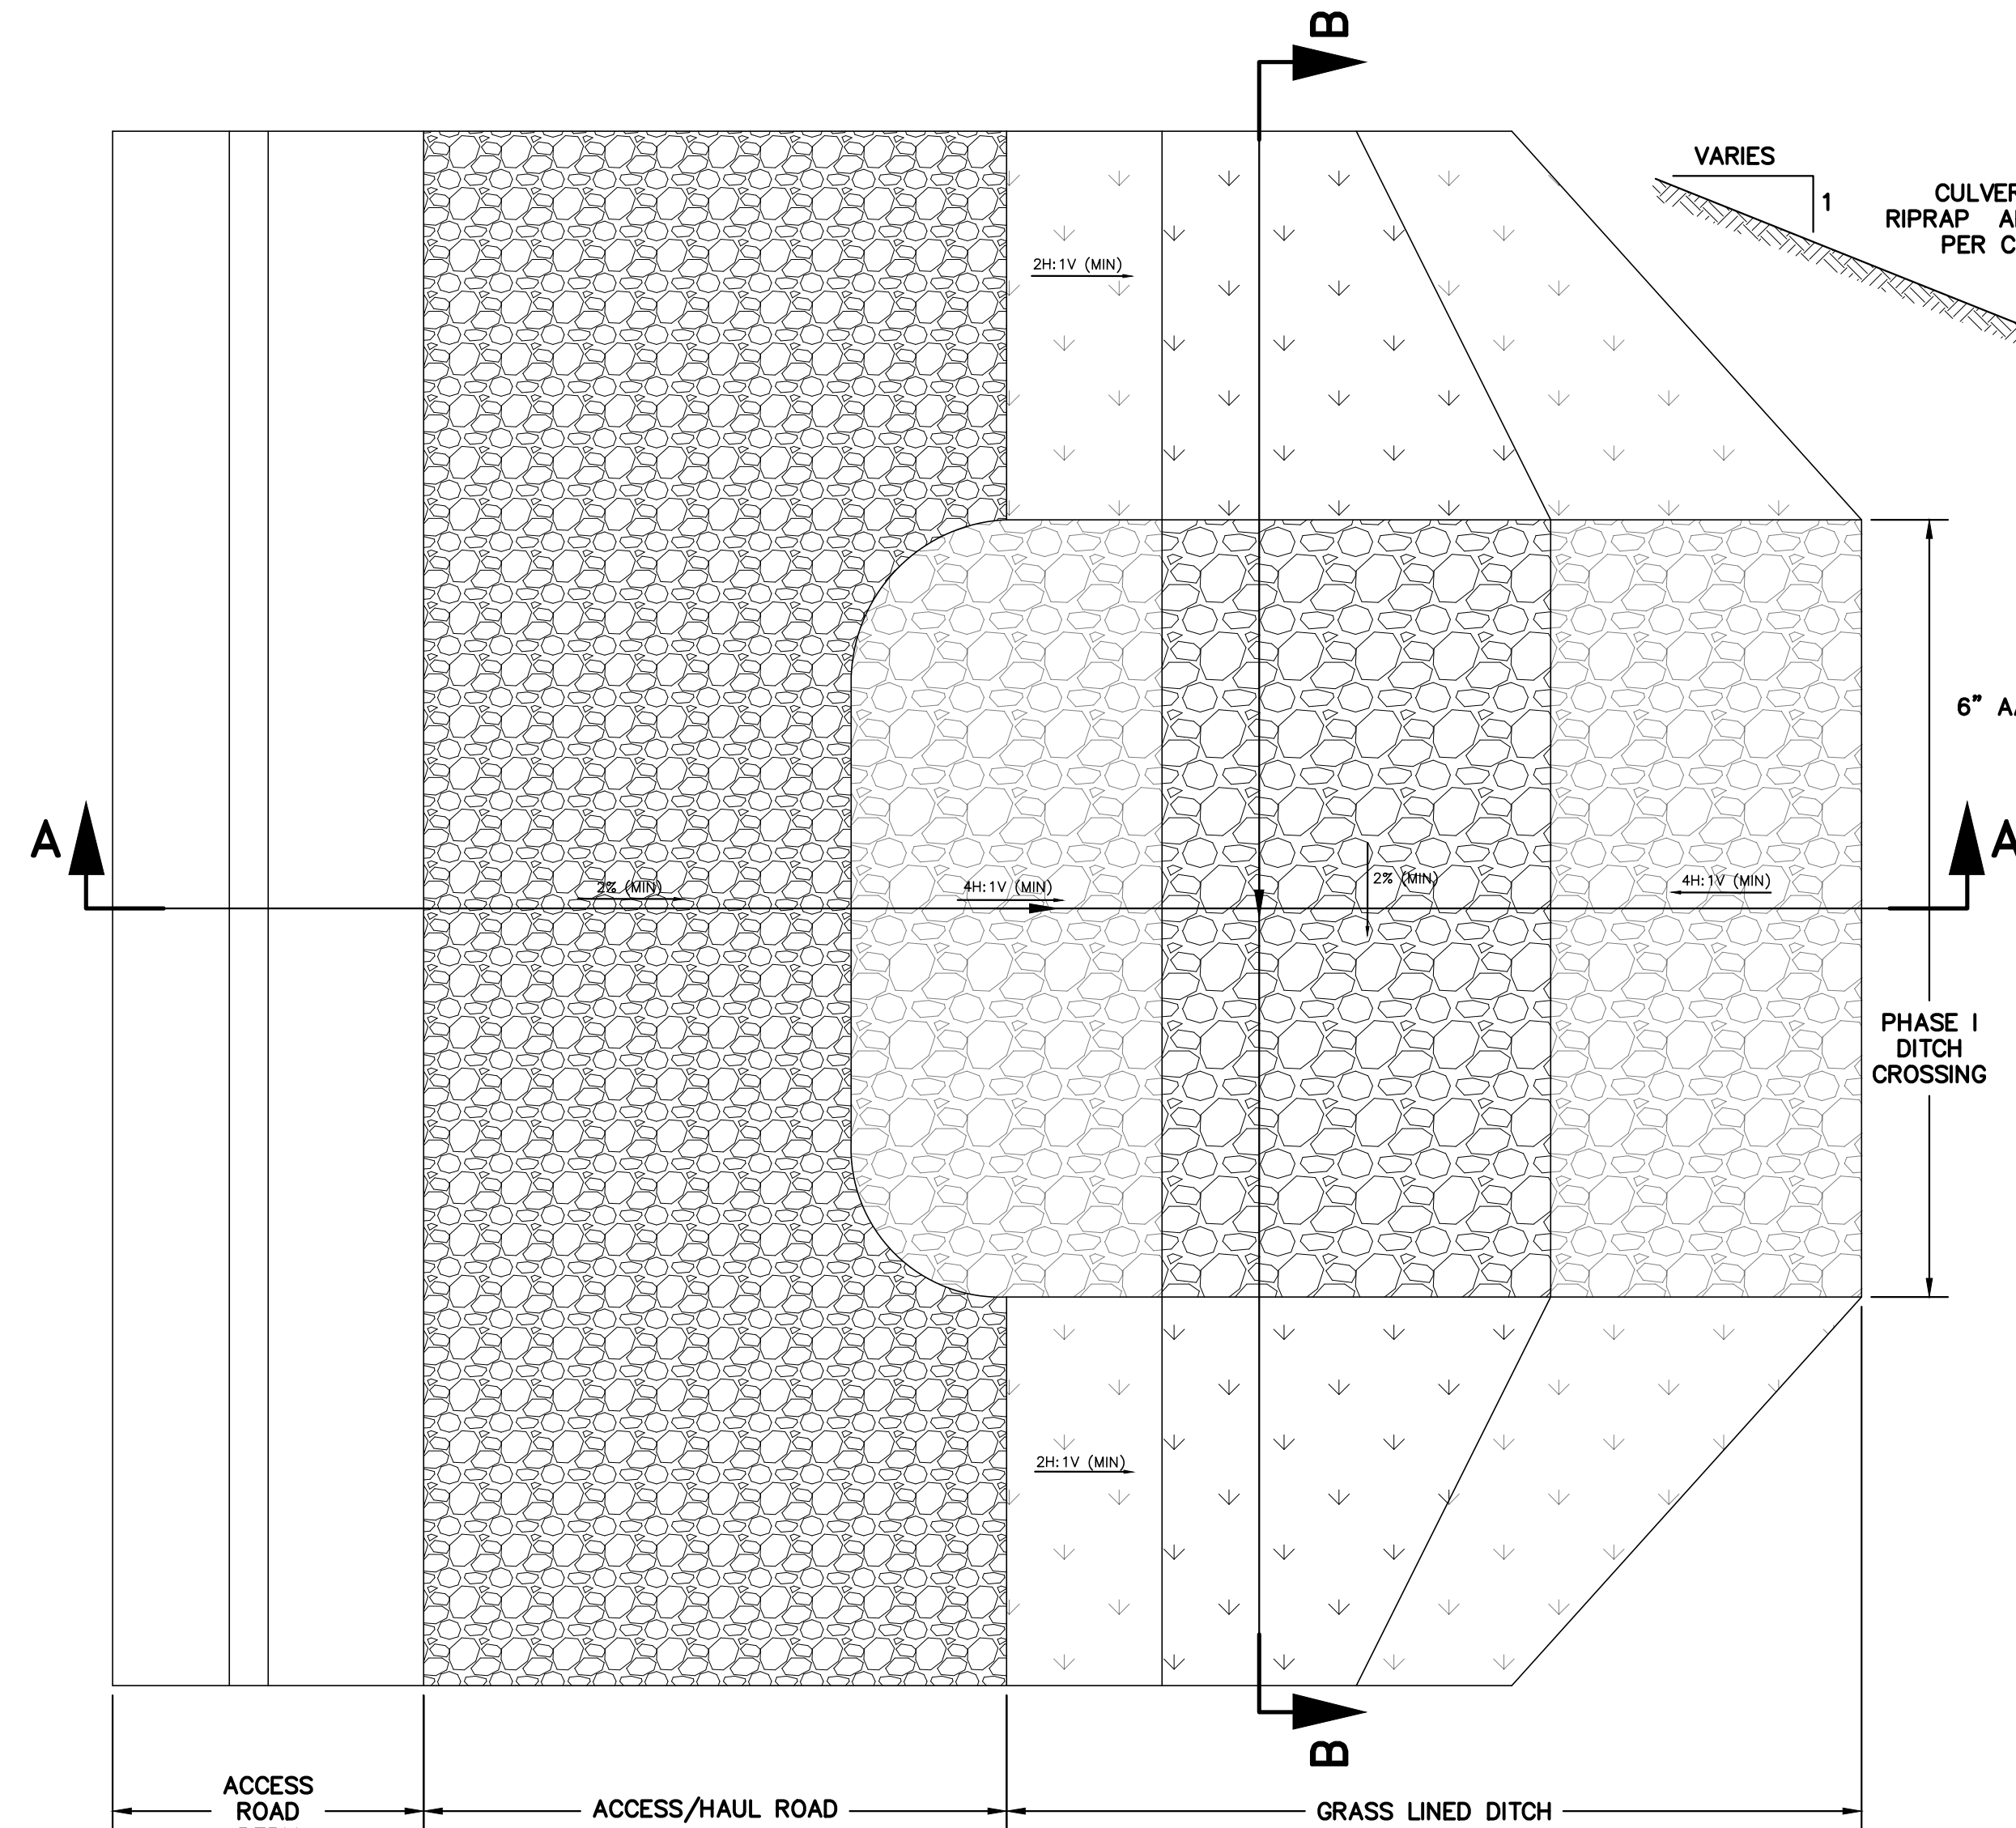 B
VARIES
1
RIPRAP
PER
2H:1V (MIN)
6"
A
A
2% (MIN)
4H:1V (MIN)
2% (MIN)
4H:1V (MIN)
PHASE I
DITCH
CROSSING
2H:1V (MIN)
B
ACCESS
ROAD
ACCESS/HAUL ROAD
GRASS LINED DITCH